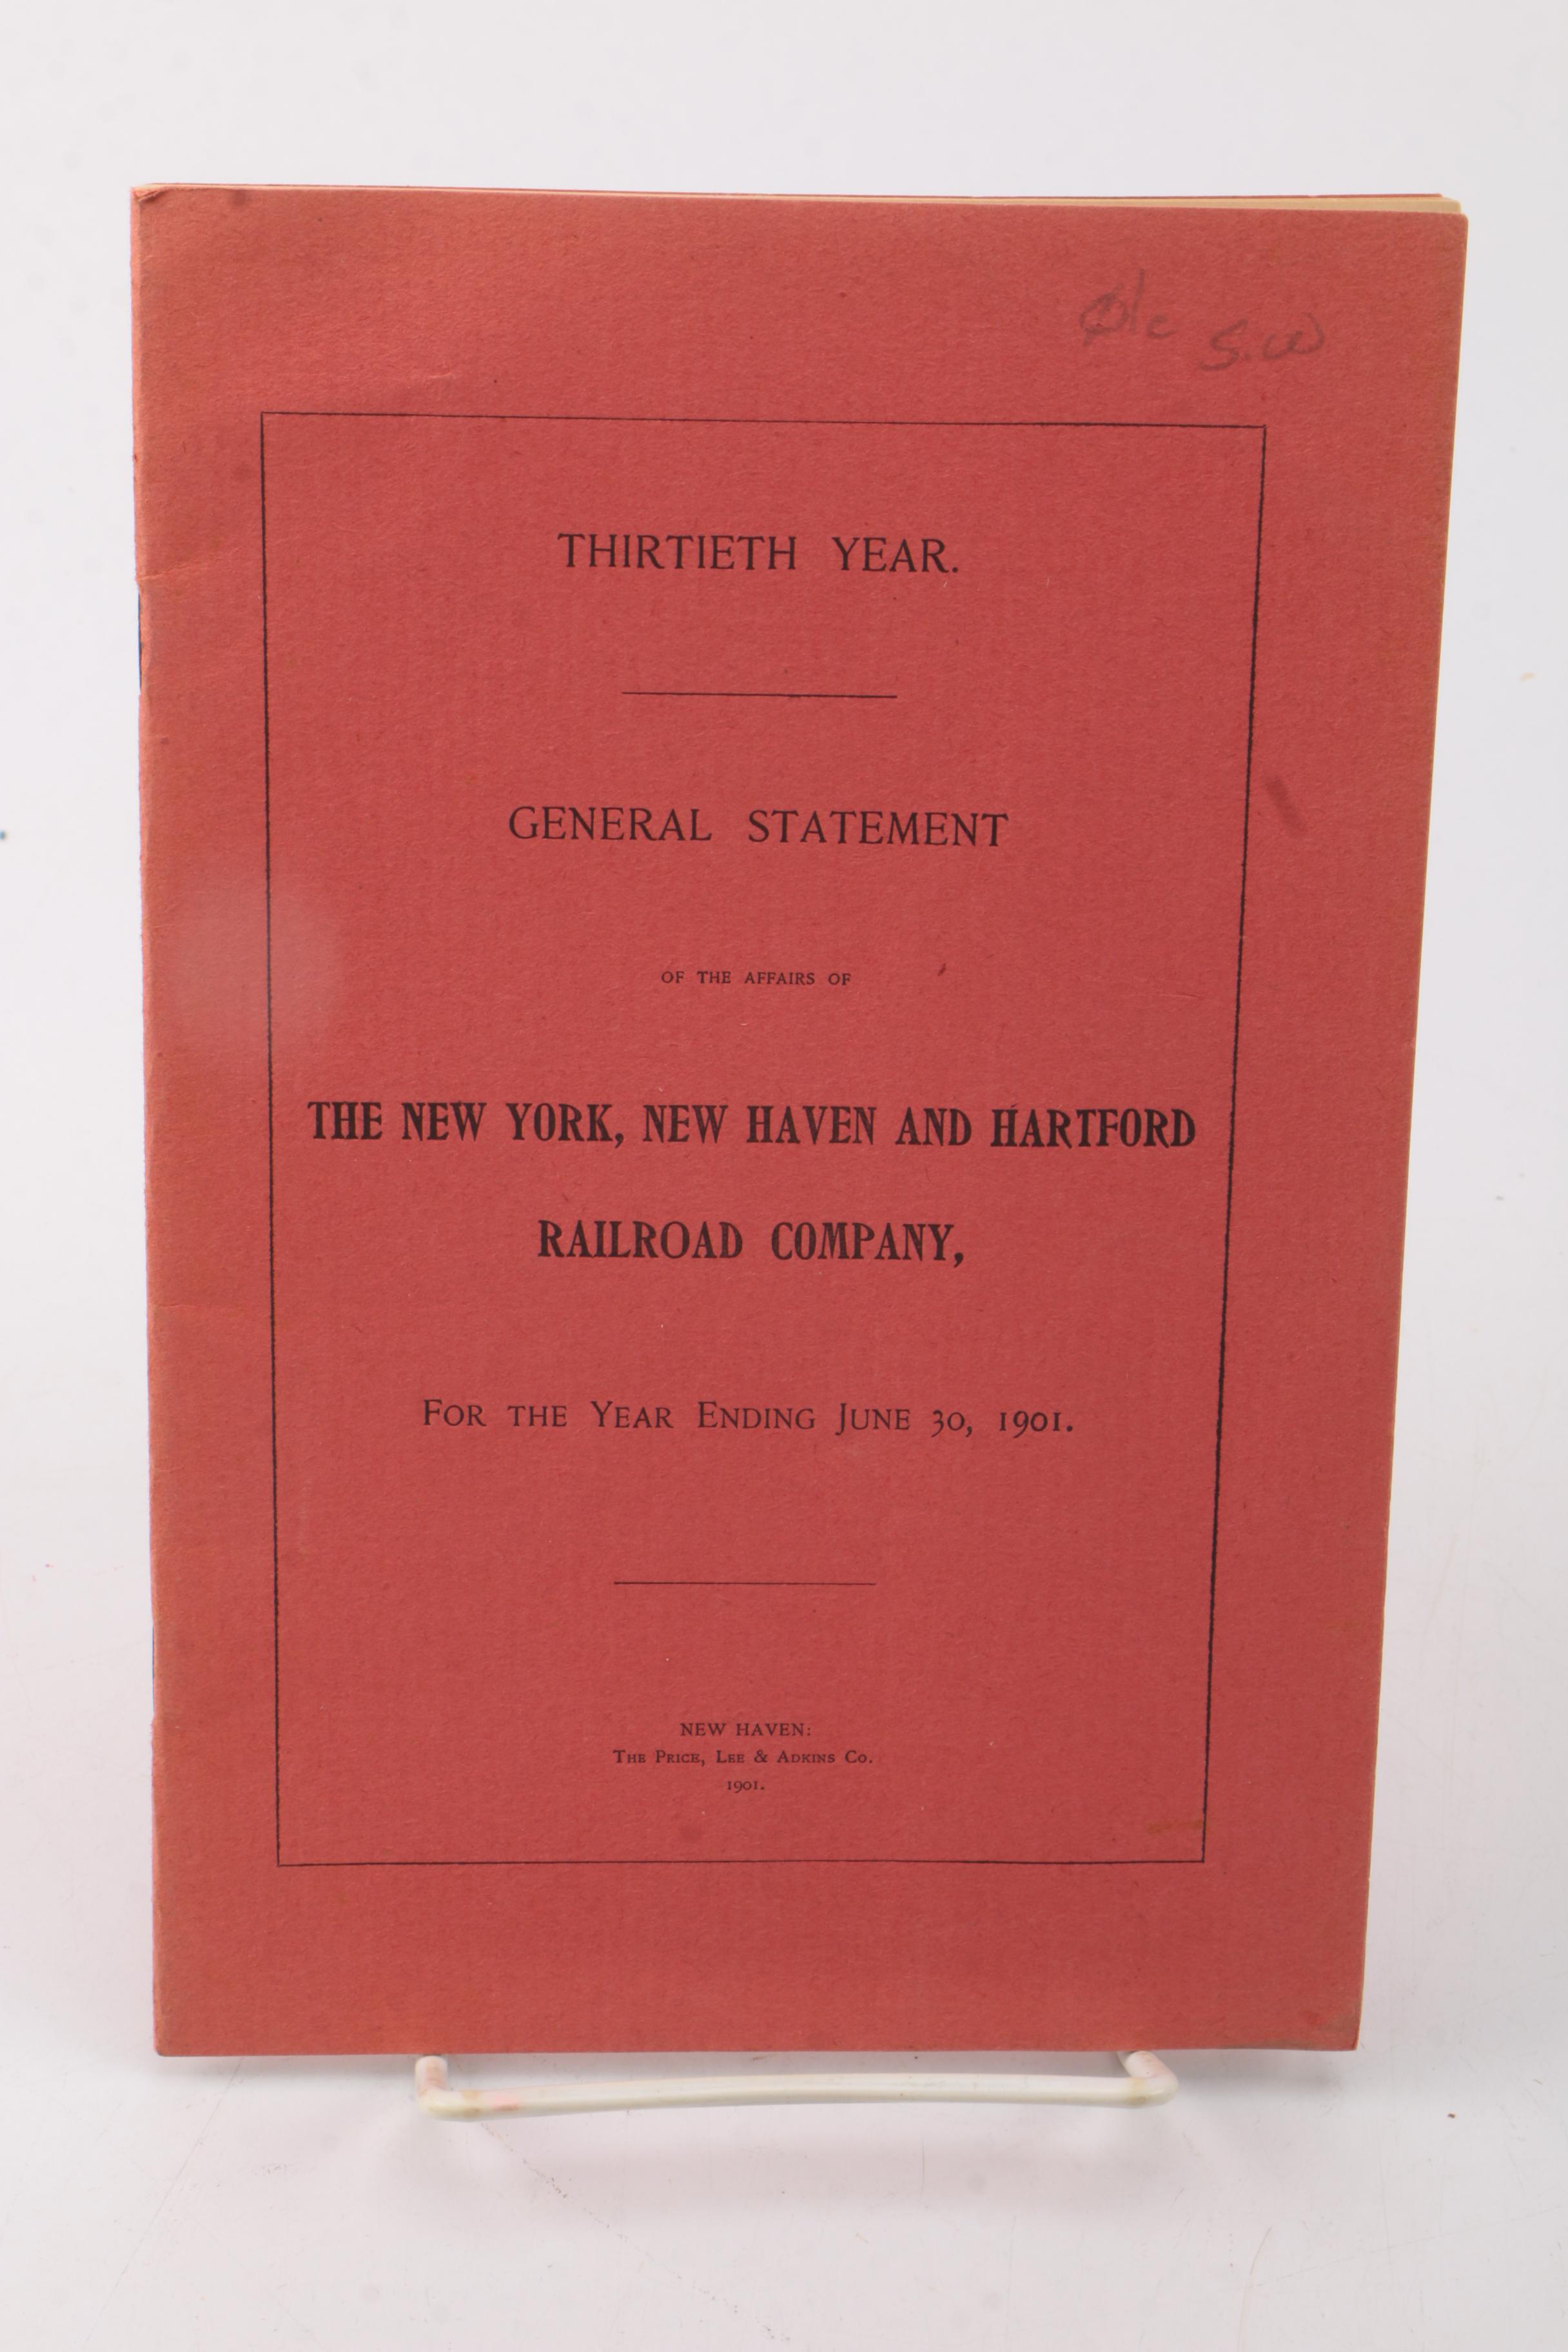 S.W
THIRTIETH YEAR.
GENERAL STATEMENT
OF THE AFFAIRS OF
THE NEW YORK, NEW HAVEN AND HARTFORD
RAILROAD COMPANY,
FOR THE YEAR ENDING JUNE 30, 1901.
NEW HAVEN:
THE PRICE, LEE & ADKINS CO.
1901.